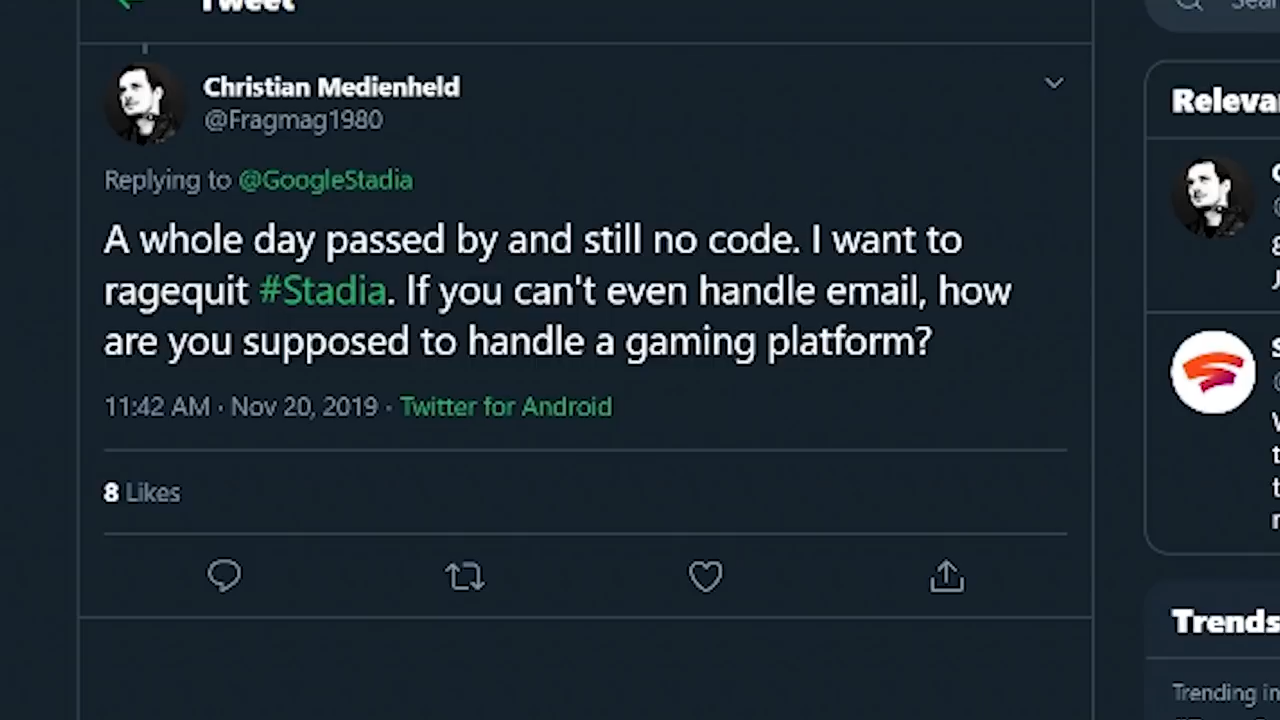 Tweet
Christian Medienheld
@Fragmag1980
Replying to @GoogleStadia
A whole day passed by and still no code. I want to
ragequit #Stadia. If you can't even handle email, how
are you supposed to handle a gaming platform?
11:42 AM · Nov 20, 2019 · Twitter for Android
8 Likes
Trends
Trending in